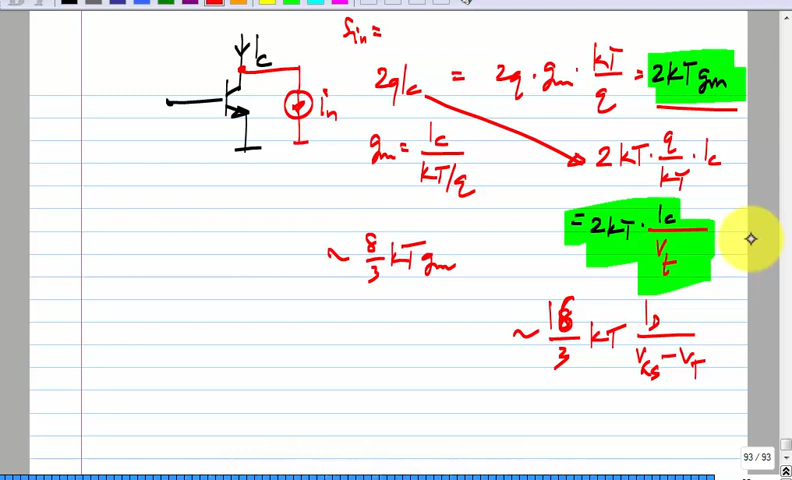 Sin =
Ic
in
2qIc = 2q · gm · kT/q = 2kTgm
gm = Ic/(kT/q)
2kT · q/kT · Ic
= 2kT · Ic/Vt
~ 8/3 kTgm
~ 16/3 kT ID/(VGS − VT)
93 / 93